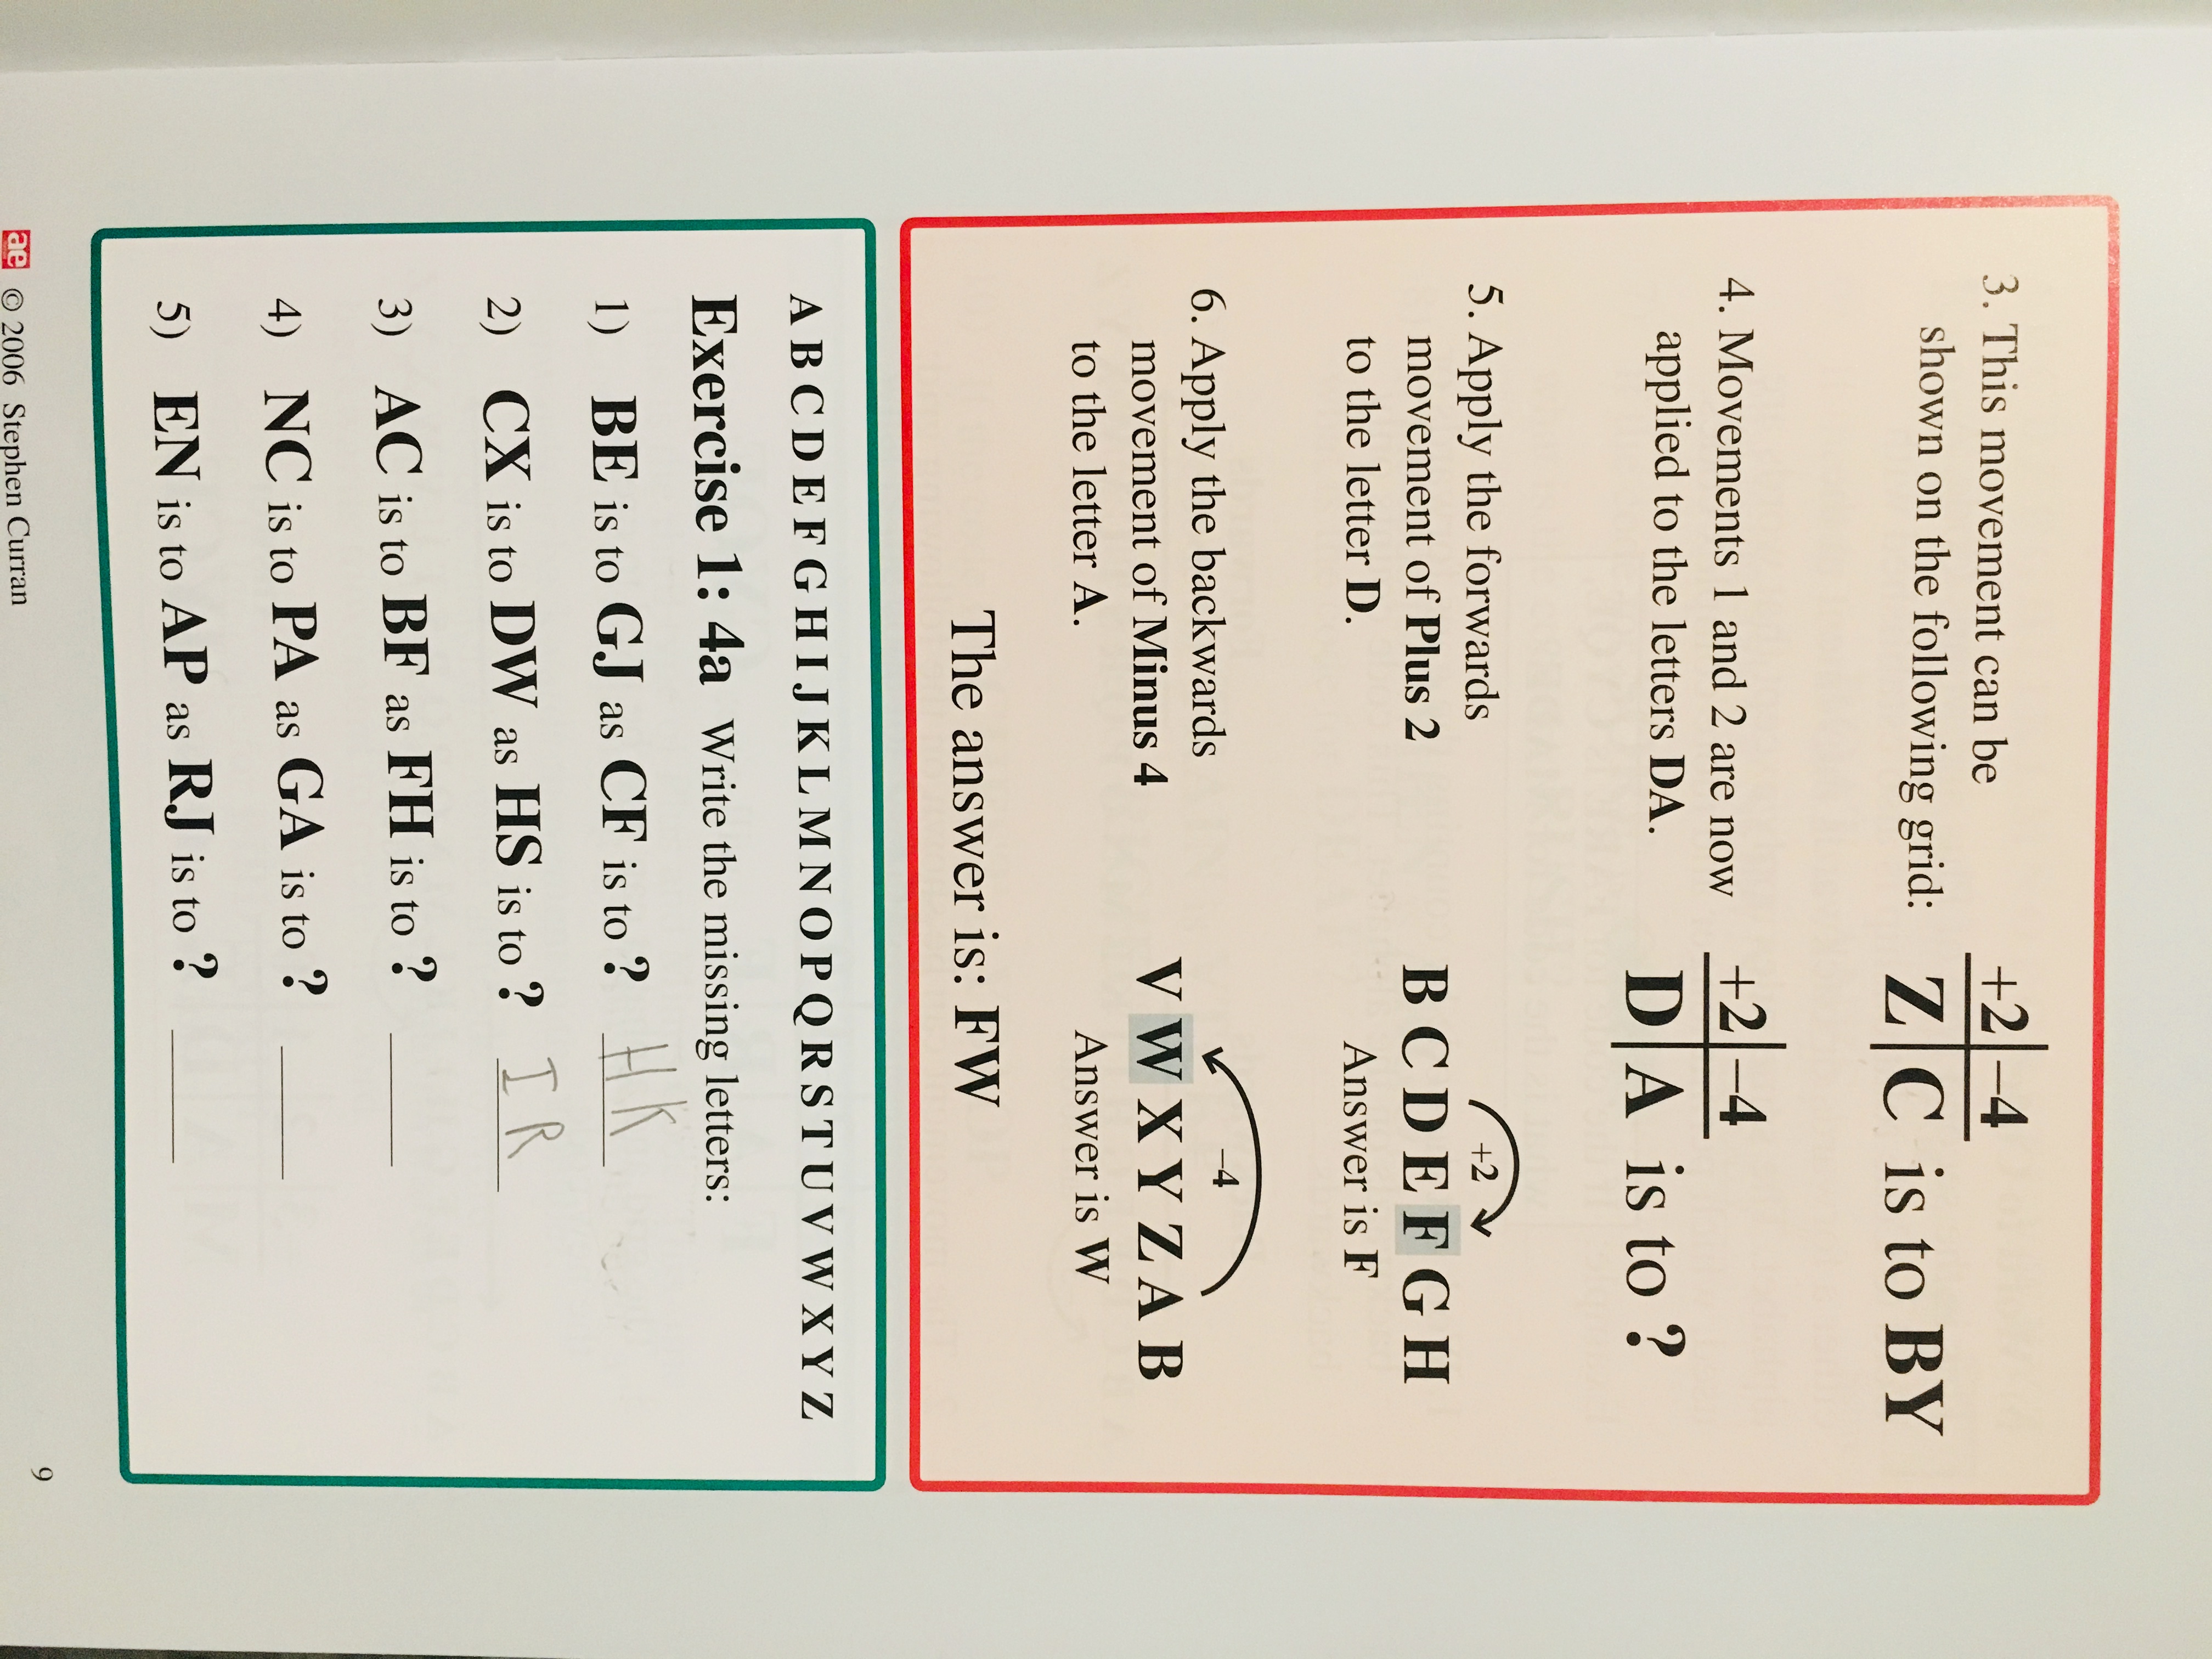 3. This movement can be
shown on the following grid:
+2 −4
Z C is to BY
4. Movements 1 and 2 are now
applied to the letters DA.
+2 −4
D A is to ?
5. Apply the forwards
movement of Plus 2
to the letter D.
+2
B C D E F G H
Answer is F
6. Apply the backwards
movement of Minus 4
to the letter A.
−4
V W X Y Z A B
Answer is W
The answer is: FW
A B C D E F G H I J K L M N O P Q R S T U V W X Y Z
Exercise 1: 4a Write the missing letters:
1) BE is to GJ as CF is to ? HK
2) CX is to DW as HS is to ? IR
3) AC is to BF as FH is to ?
4) NC is to PA as GA is to ?
5) EN is to AP as RJ is to ?
ae © 2006 Stephen Curran
9